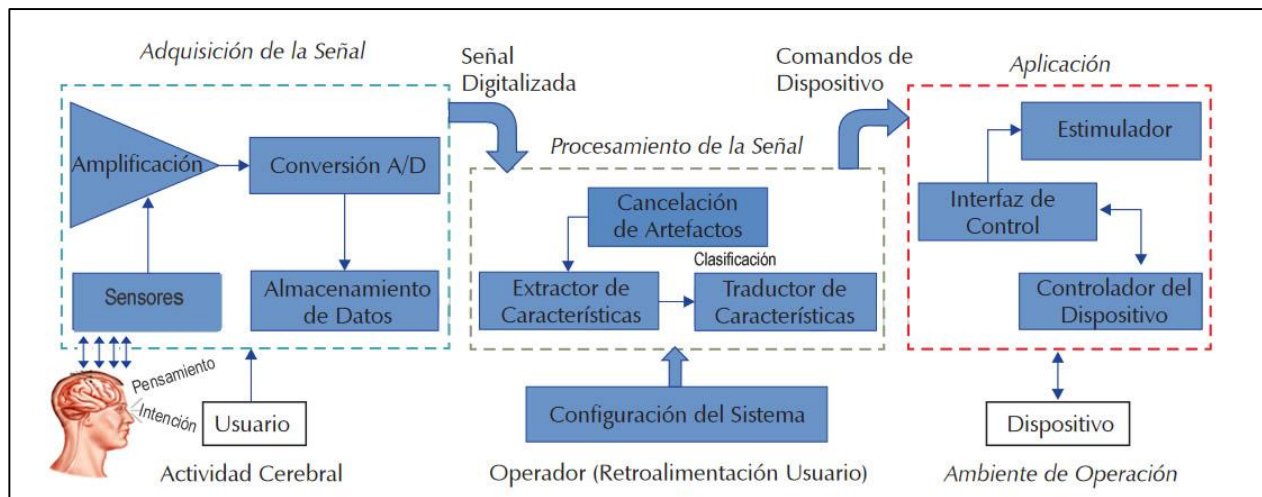 Adquisición de la Señal
Amplificación
Conversión A/D
Sensores
Almacenamiento
de Datos
Pensamiento
Intención
Usuario
Actividad Cerebral
Señal
Digitalizada
Procesamiento de la Señal
Cancelación
de Artefactos
Clasificación
Extractor de
Características
Traductor de
Características
Configuración del Sistema
Operador (Retroalimentación Usuario)
Comandos de
Dispositivo
Aplicación
Estimulador
Interfaz de
Control
Controlador del
Dispositivo
Dispositivo
Ambiente de Operación